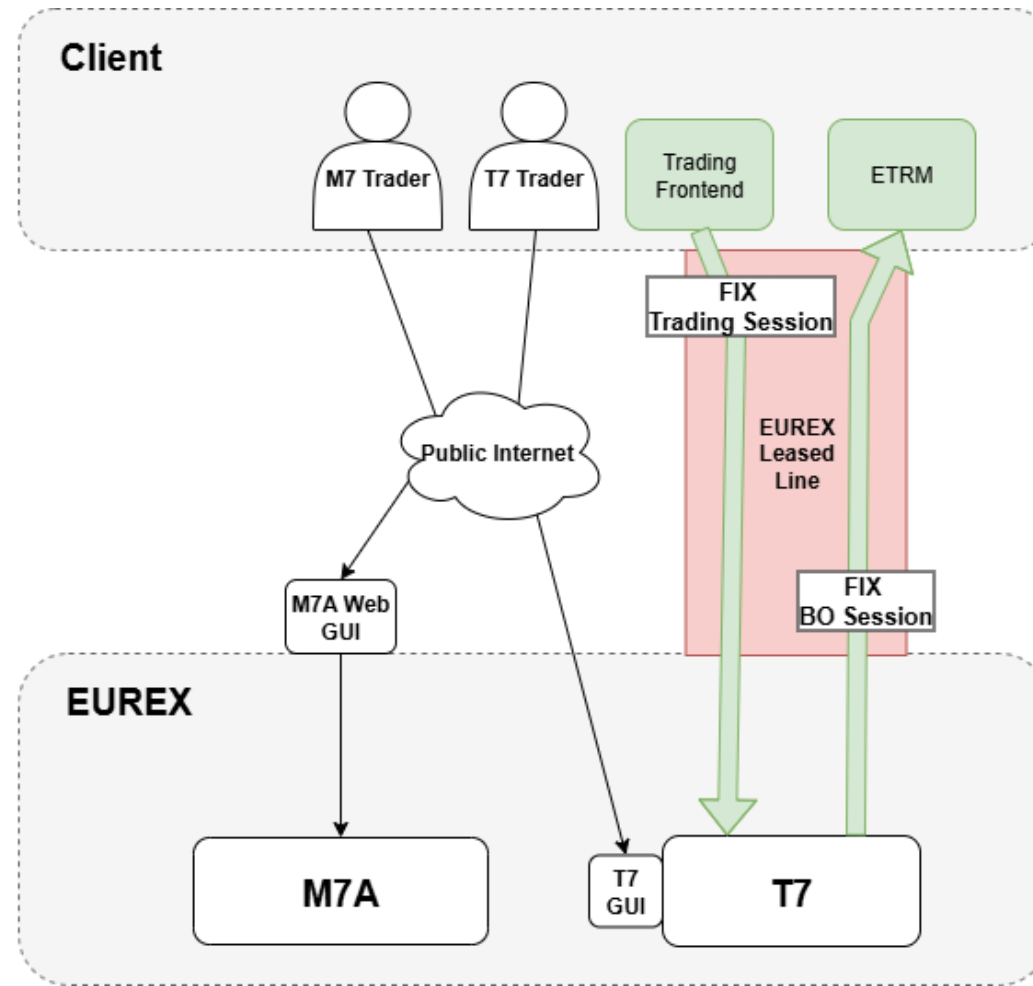 Client
M7 Trader
T7 Trader
Trading
Frontend
ETRM
FIX
Trading Session
Public Internet
EUREX
Leased
Line
M7A Web
GUI
FIX
BO Session
EUREX
M7A
T7
GUI
T7